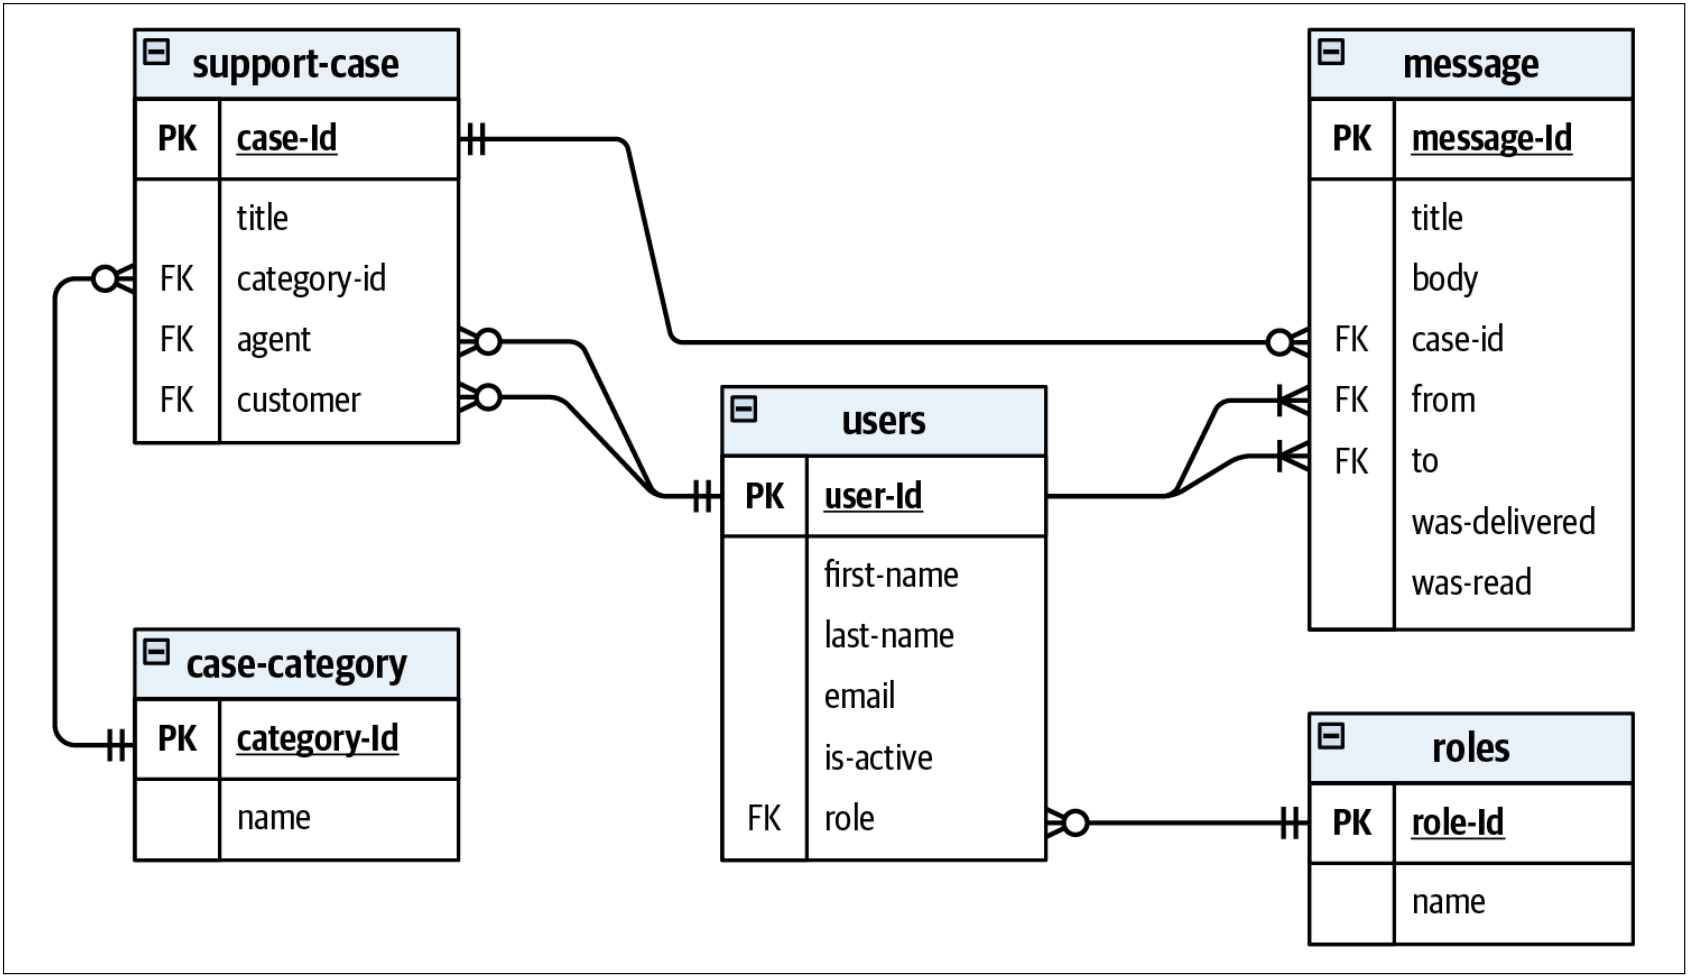 support-case
PK case-Id
title
FK category-id
FK agent
FK customer
message
PK message-Id
title
body
FK case-id
FK from
FK to
was-delivered
was-read
users
PK user-Id
first-name
last-name
email
is-active
FK role
case-category
PK category-Id
name
roles
PK role-Id
name